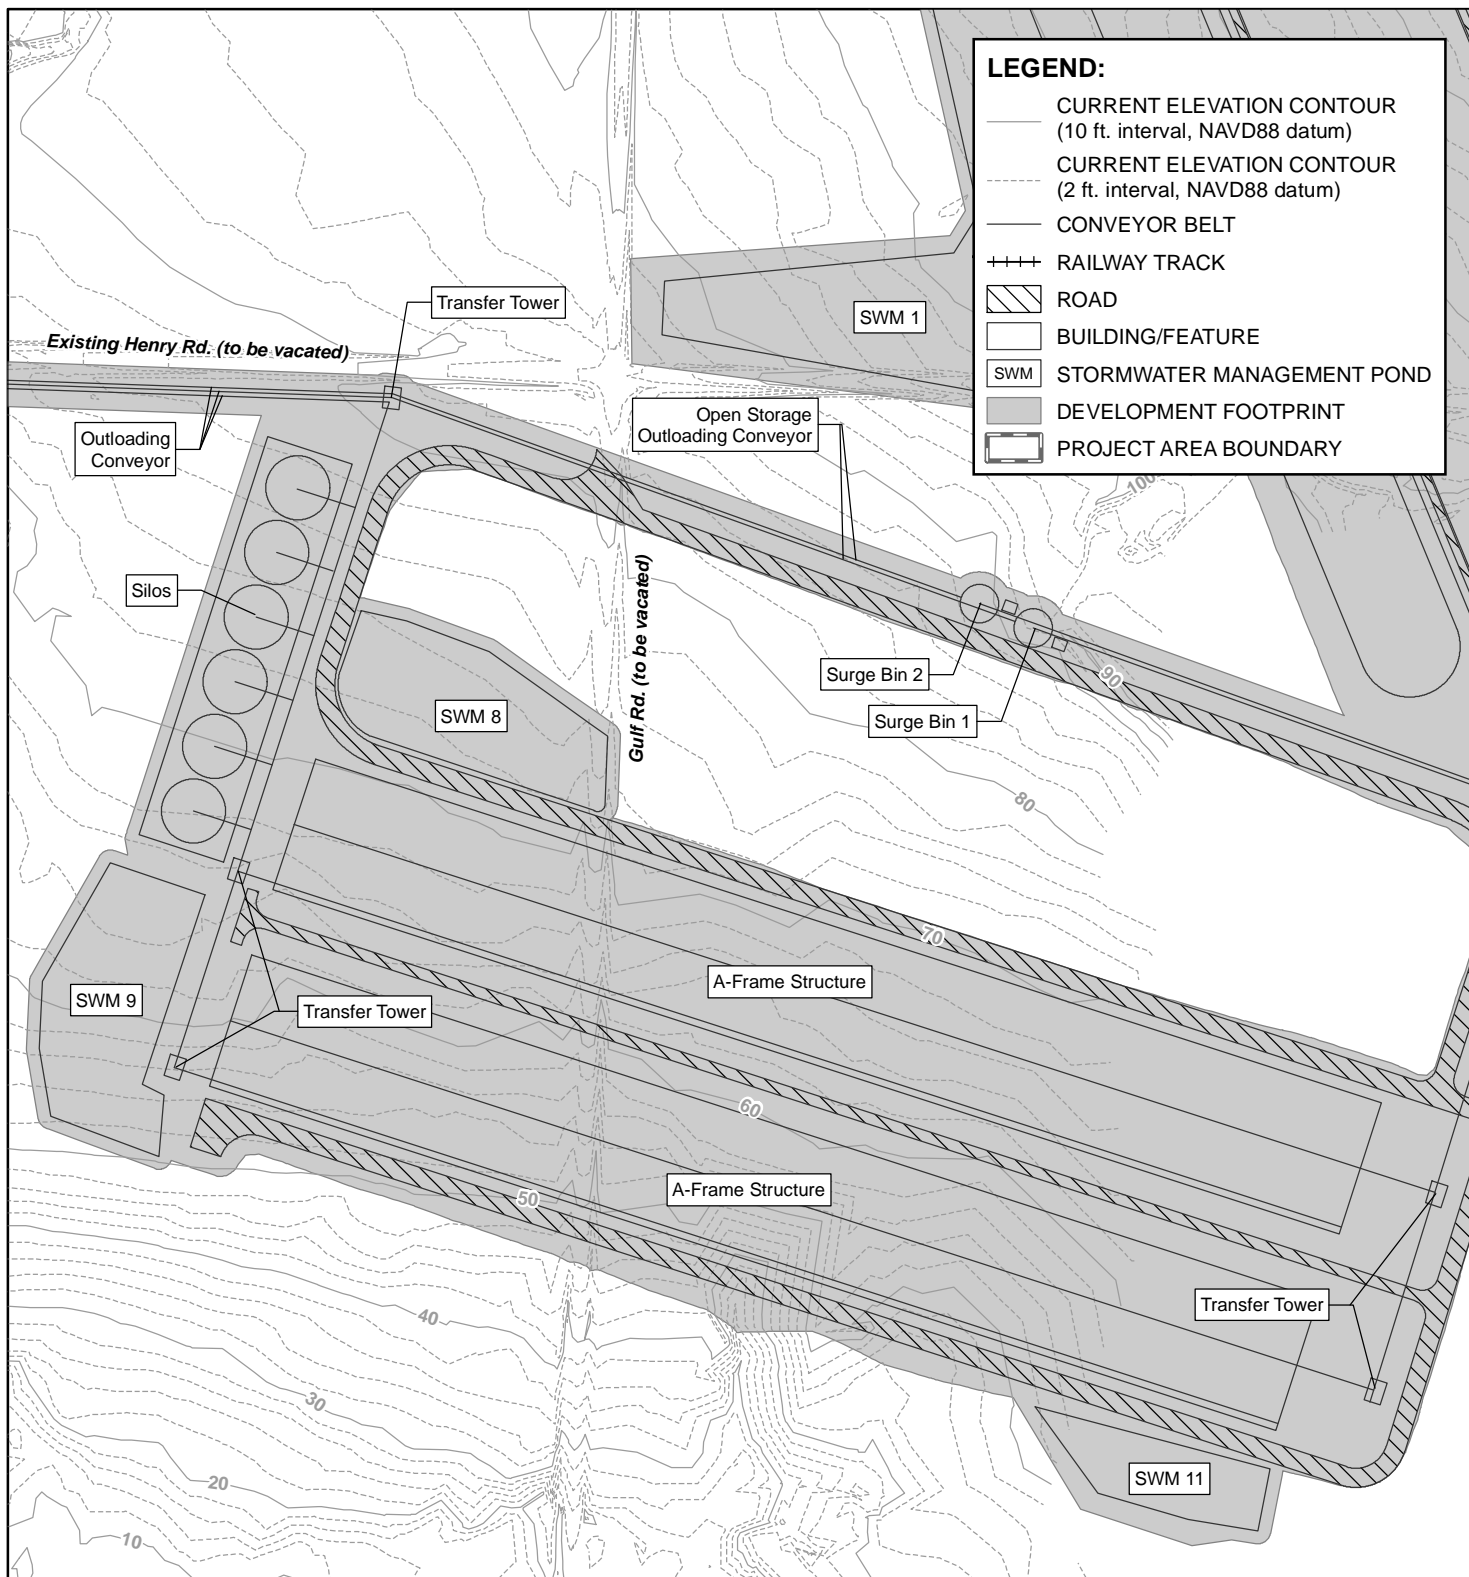 LEGEND:
CURRENT ELEVATION CONTOUR
(10 ft. interval, NAVD88 datum)
CURRENT ELEVATION CONTOUR
(2 ft. interval, NAVD88 datum)
CONVEYOR BELT
RAILWAY TRACK
ROAD
BUILDING/FEATURE
SWM
STORMWATER MANAGEMENT POND
DEVELOPMENT FOOTPRINT
PROJECT AREA BOUNDARY
Transfer Tower
SWM 1
Existing Henry Rd. (to be vacated)
Outloading
Conveyor
Open Storage
Outloading Conveyor
100
Silos
Gulf Rd. (to be vacated)
Surge Bin 2
90
SWM 8
Surge Bin 1
80
70
A-Frame Structure
SWM 9
Transfer Tower
60
A-Frame Structure
50
Transfer Tower
40
30
20
SWM 11
10